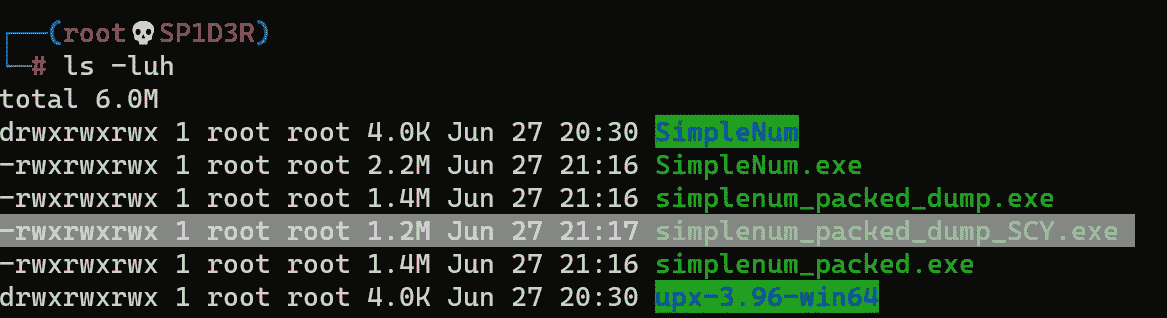 ┌──(root💀SP1D3R)
└─# ls -luh
total 6.0M
drwxrwxrwx 1 root root 4.0K Jun 27 20:30 SimpleNum
-rwxrwxrwx 1 root root 2.2M Jun 27 21:16 SimpleNum.exe
-rwxrwxrwx 1 root root 1.4M Jun 27 21:16 simplenum_packed_dump.exe
-rwxrwxrwx 1 root root 1.2M Jun 27 21:17 simplenum_packed_dump_SCY.exe
-rwxrwxrwx 1 root root 1.4M Jun 27 21:16 simplenum_packed.exe
drwxrwxrwx 1 root root 4.0K Jun 27 20:30 upx-3.96-win64